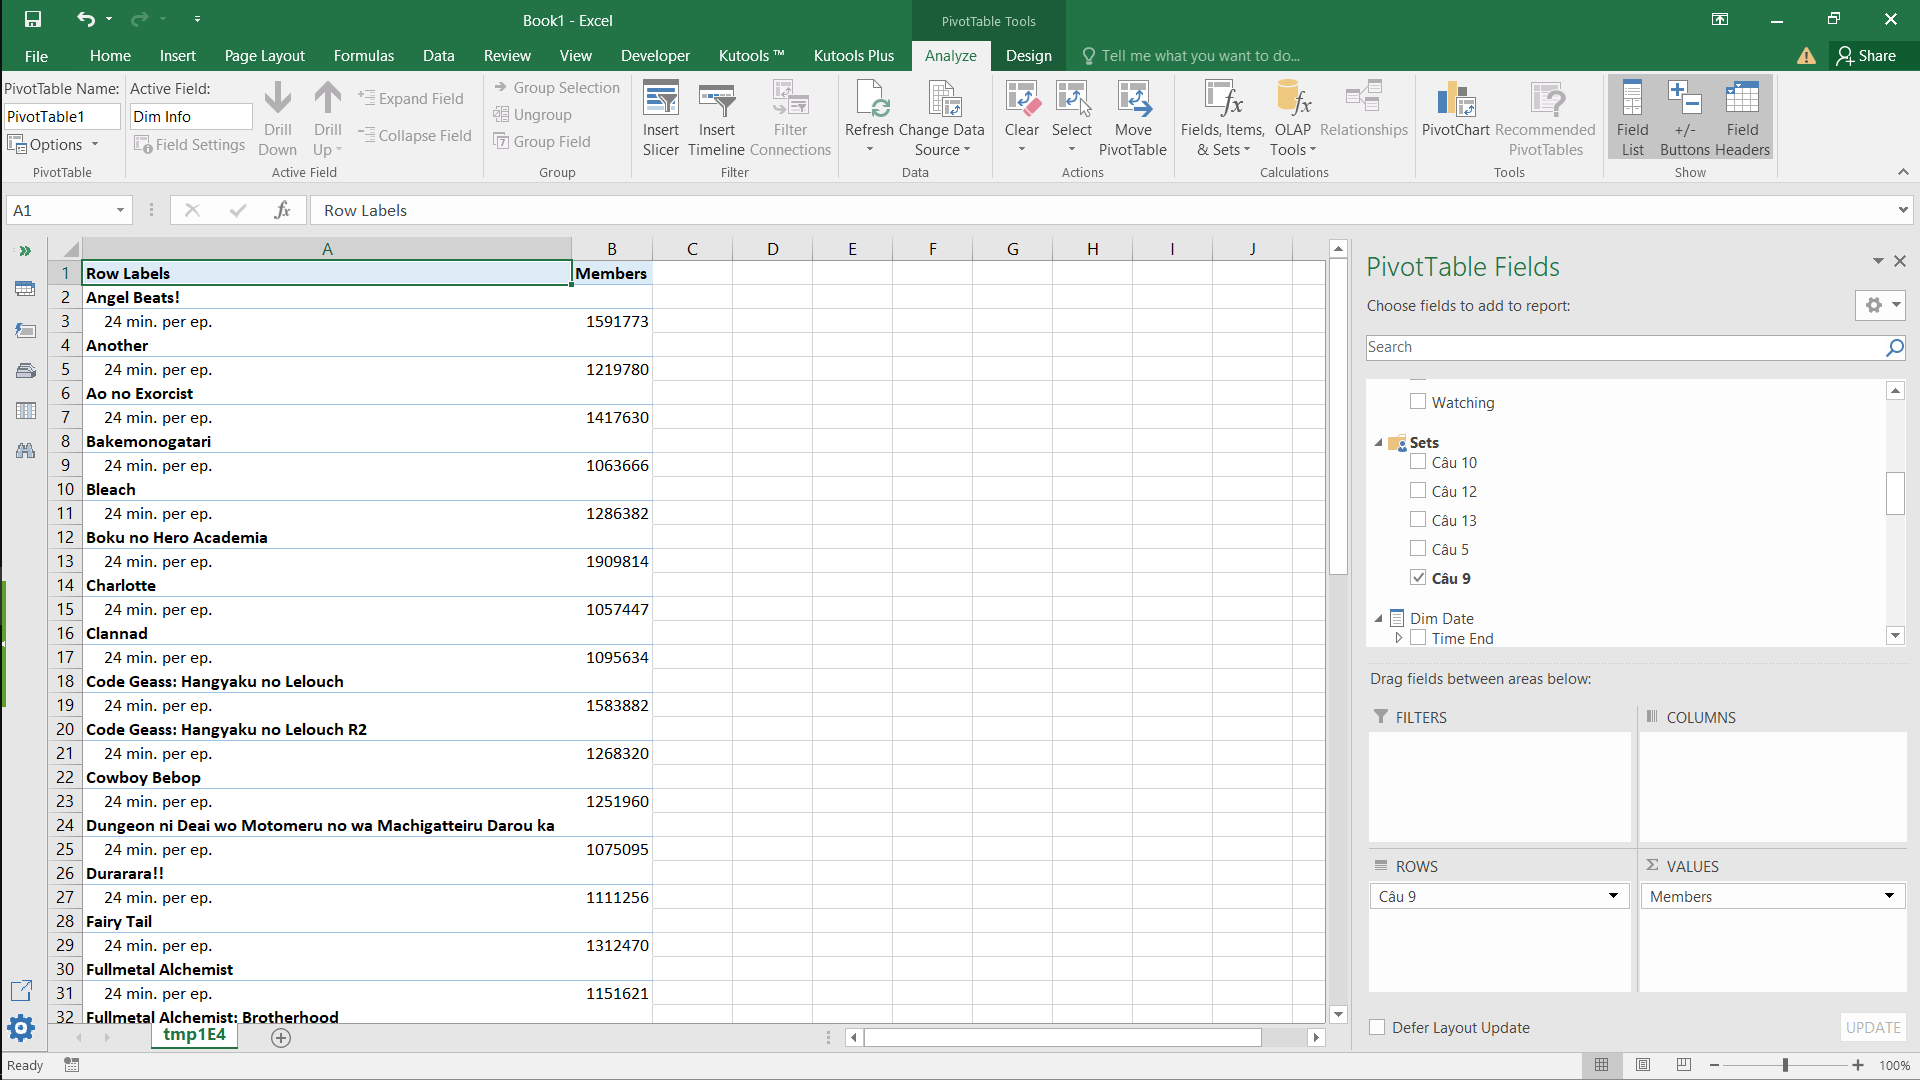 Book1 - Excel
PivotTable Tools
File Home Insert Page Layout Formulas Data Review View Developer Kutools ™ Kutools Plus Analyze Design Tell me what you want to do... Share
PivotTable Name:
PivotTable1
Options
PivotTable
Active Field:
Dim Info
Field Settings
Drill Down
Drill Up
Expand Field
Collapse Field
Active Field
Group Selection
Ungroup
Group Field
Group
Insert Slicer
Insert Timeline
Filter Connections
Filter
Refresh
Change Data Source
Data
Clear
Select
Move PivotTable
Actions
Fields, Items, & Sets
OLAP Tools
Relationships
Calculations
PivotChart
Recommended PivotTables
Tools
Field List
+/- Buttons
Field Headers
Show
A1 fx Row Labels
A B C D E F G H I J
1 Row Labels Members
2 Angel Beats!
3 24 min. per ep. 1591773
4 Another
5 24 min. per ep. 1219780
6 Ao no Exorcist
7 24 min. per ep. 1417630
8 Bakemonogatari
9 24 min. per ep. 1063666
10 Bleach
11 24 min. per ep. 1286382
12 Boku no Hero Academia
13 24 min. per ep. 1909814
14 Charlotte
15 24 min. per ep. 1057447
16 Clannad
17 24 min. per ep. 1095634
18 Code Geass: Hangyaku no Lelouch
19 24 min. per ep. 1583882
20 Code Geass: Hangyaku no Lelouch R2
21 24 min. per ep. 1268320
22 Cowboy Bebop
23 24 min. per ep. 1251960
24 Dungeon ni Deai wo Motomeru no wa Machigatteiru Darou ka
25 24 min. per ep. 1075095
26 Durarara!!
27 24 min. per ep. 1111256
28 Fairy Tail
29 24 min. per ep. 1312470
30 Fullmetal Alchemist
31 24 min. per ep. 1151621
32 Fullmetal Alchemist: Brotherhood
tmp1E4
PivotTable Fields
Choose fields to add to report:
Search
Watching
Sets
Câu 10
Câu 12
Câu 13
Câu 5
Câu 9
Dim Date
Time End
Drag fields between areas below:
FILTERS
COLUMNS
ROWS
VALUES
Câu 9
Members
Defer Layout Update
UPDATE
Ready
100%